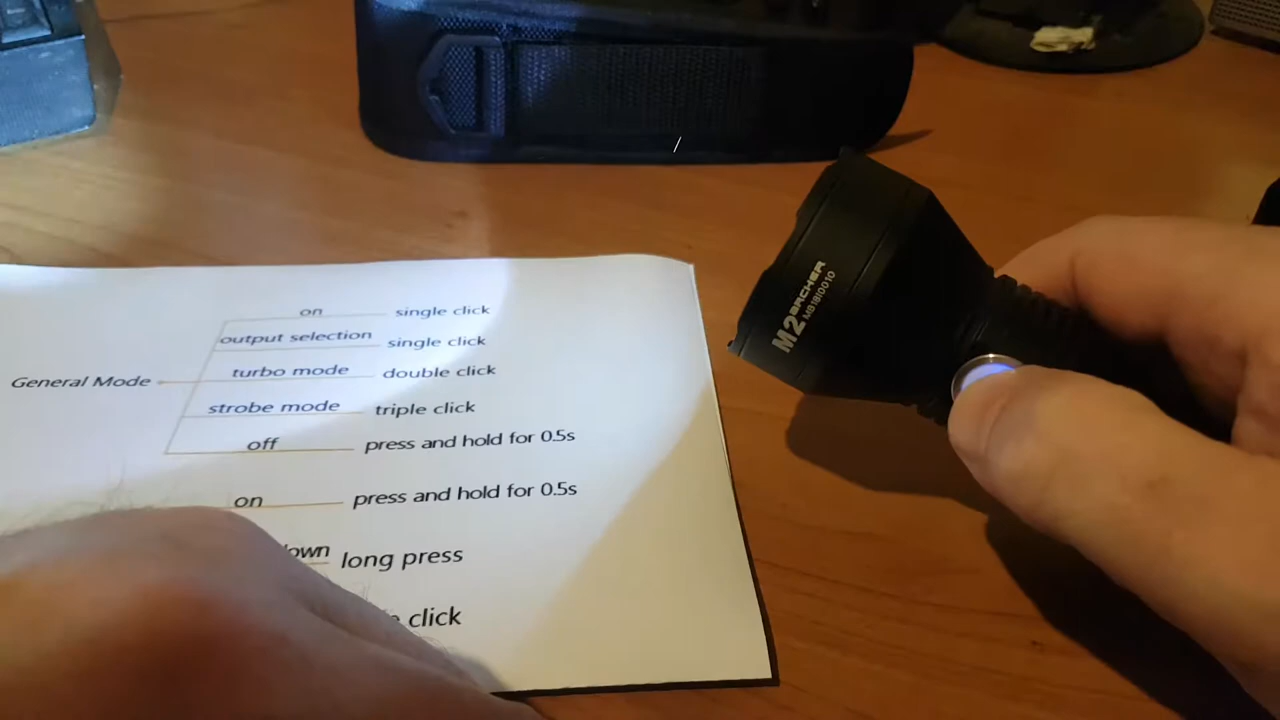 on single click
output selection single click
turbo mode double click
General Mode
strobe mode triple click
off press and hold for 0.5s
on press and hold for 0.5s
long press
click
M2 ARCHER